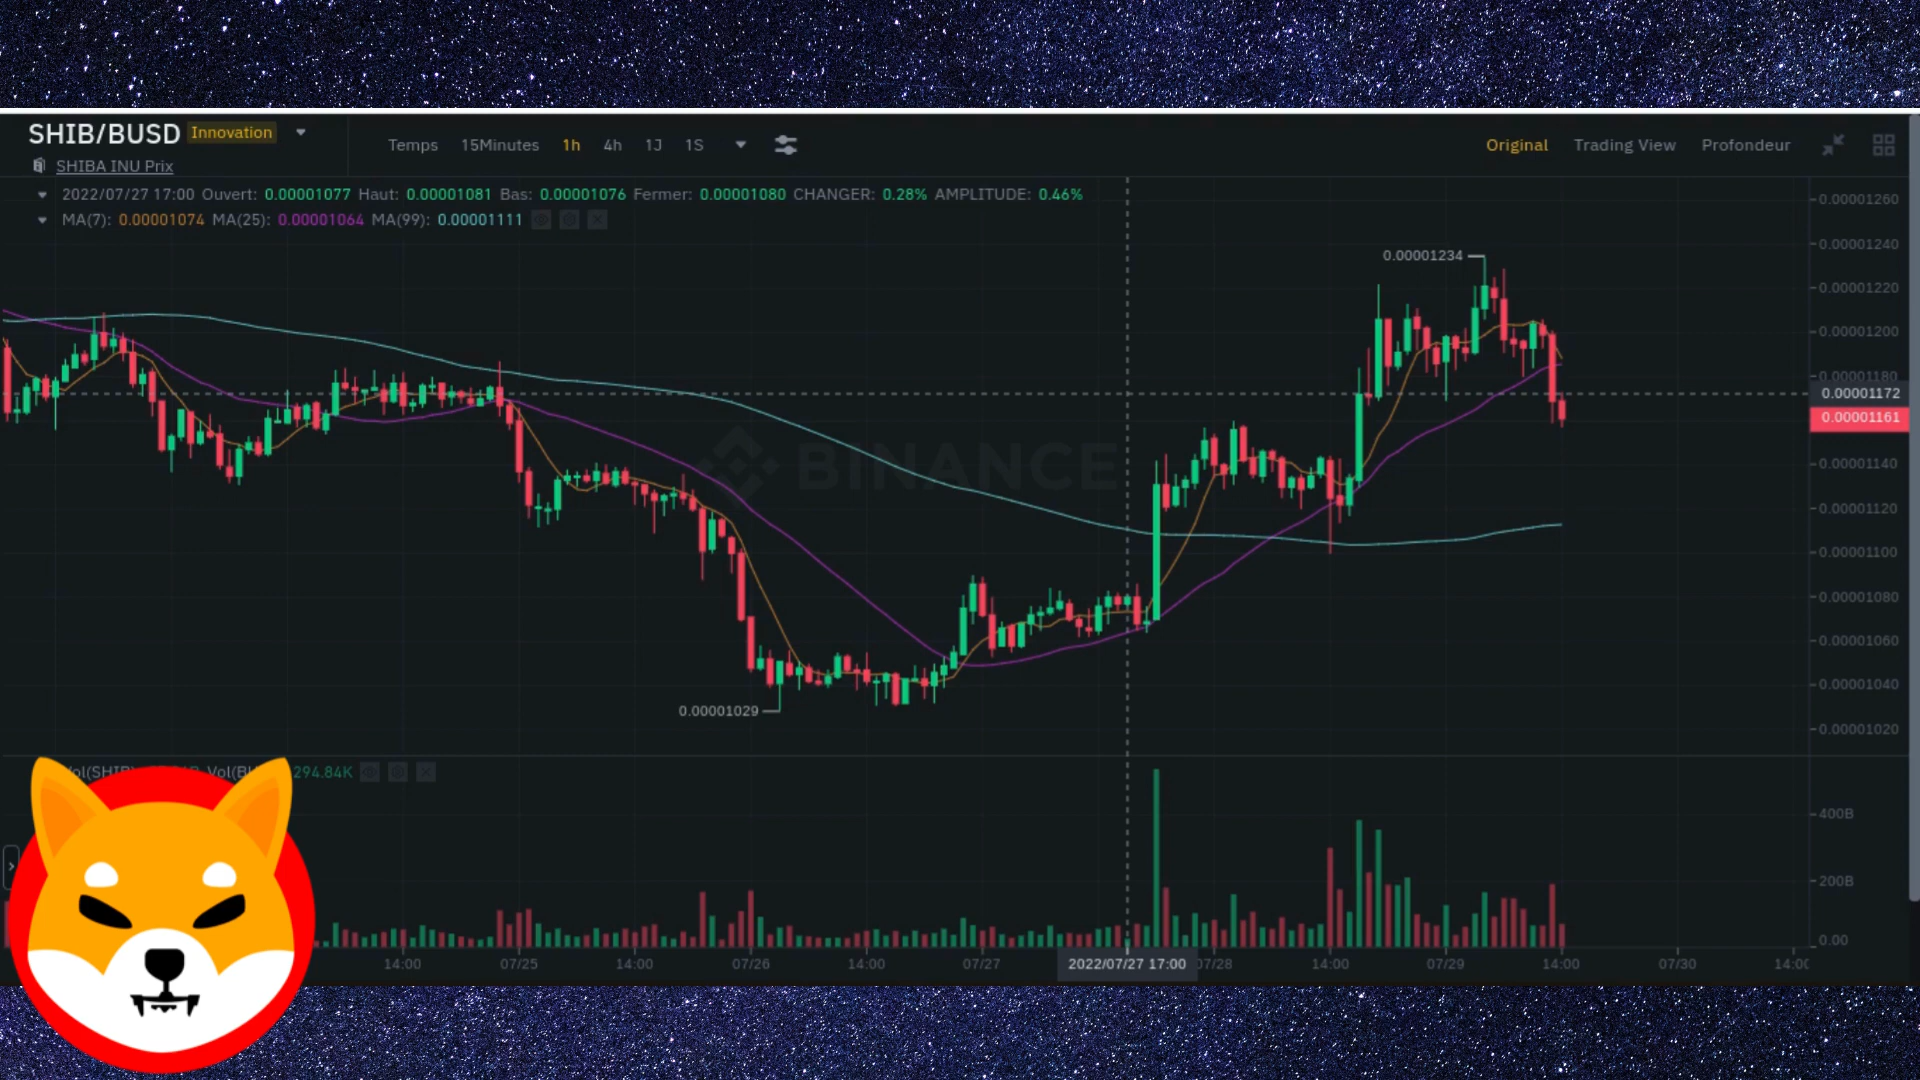 SHIB/BUSD Innovation
SHIBA INU Prix
Temps 15Minutes 1h 4h 1J 1S
Original Trading View Profondeur
2022/07/27 17:00 Ouvert: 0.00001077 Haut: 0.00001081 Bas: 0.00001076 Fermer: 0.00001080 CHANGER: 0.28% AMPLITUDE: 0.46%
MA(7): 0.00001074 MA(25): 0.00001064 MA(99): 0.00001111
0.00001260
0.00001240
0.00001234
0.00001220
0.00001200
0.00001180
0.00001172
0.00001161
BINANCE
0.00001140
0.00001120
0.00001100
0.00001080
0.00001060
0.00001040
0.00001029
0.00001020
294.84K
400B
200B
0.00
14:00 07/25 14:00 07/26 14:00 07/27 2022/07/27 17:00 07/28 14:00 07/29 14:00 07/30